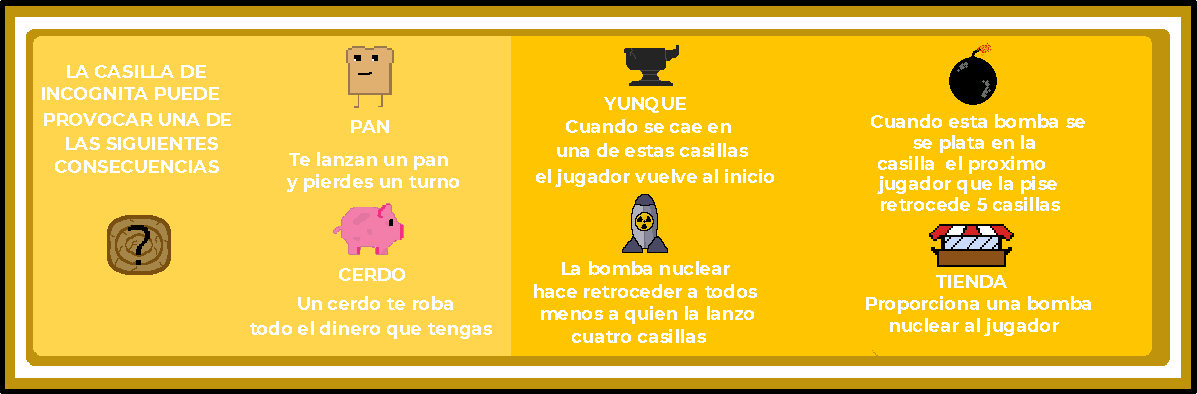 LA CASILLA DE
INCOGNITA PUEDE
PROVOCAR UNA DE
LAS SIGUIENTES
CONSECUENCIAS
?
PAN
Te lanzan un pan
y pierdes un turno
CERDO
Un cerdo te roba
todo el dinero que tengas
YUNQUE
Cuando se cae en
una de estas casillas
el jugador vuelve al inicio
La bomba nuclear
hace retroceder a todos
menos a quien la lanzo
cuatro casillas
Cuando esta bomba se
se plata en la
casilla el proximo
jugador que la pise
retrocede 5 casillas
TIENDA
Proporciona una bomba
nuclear al jugador